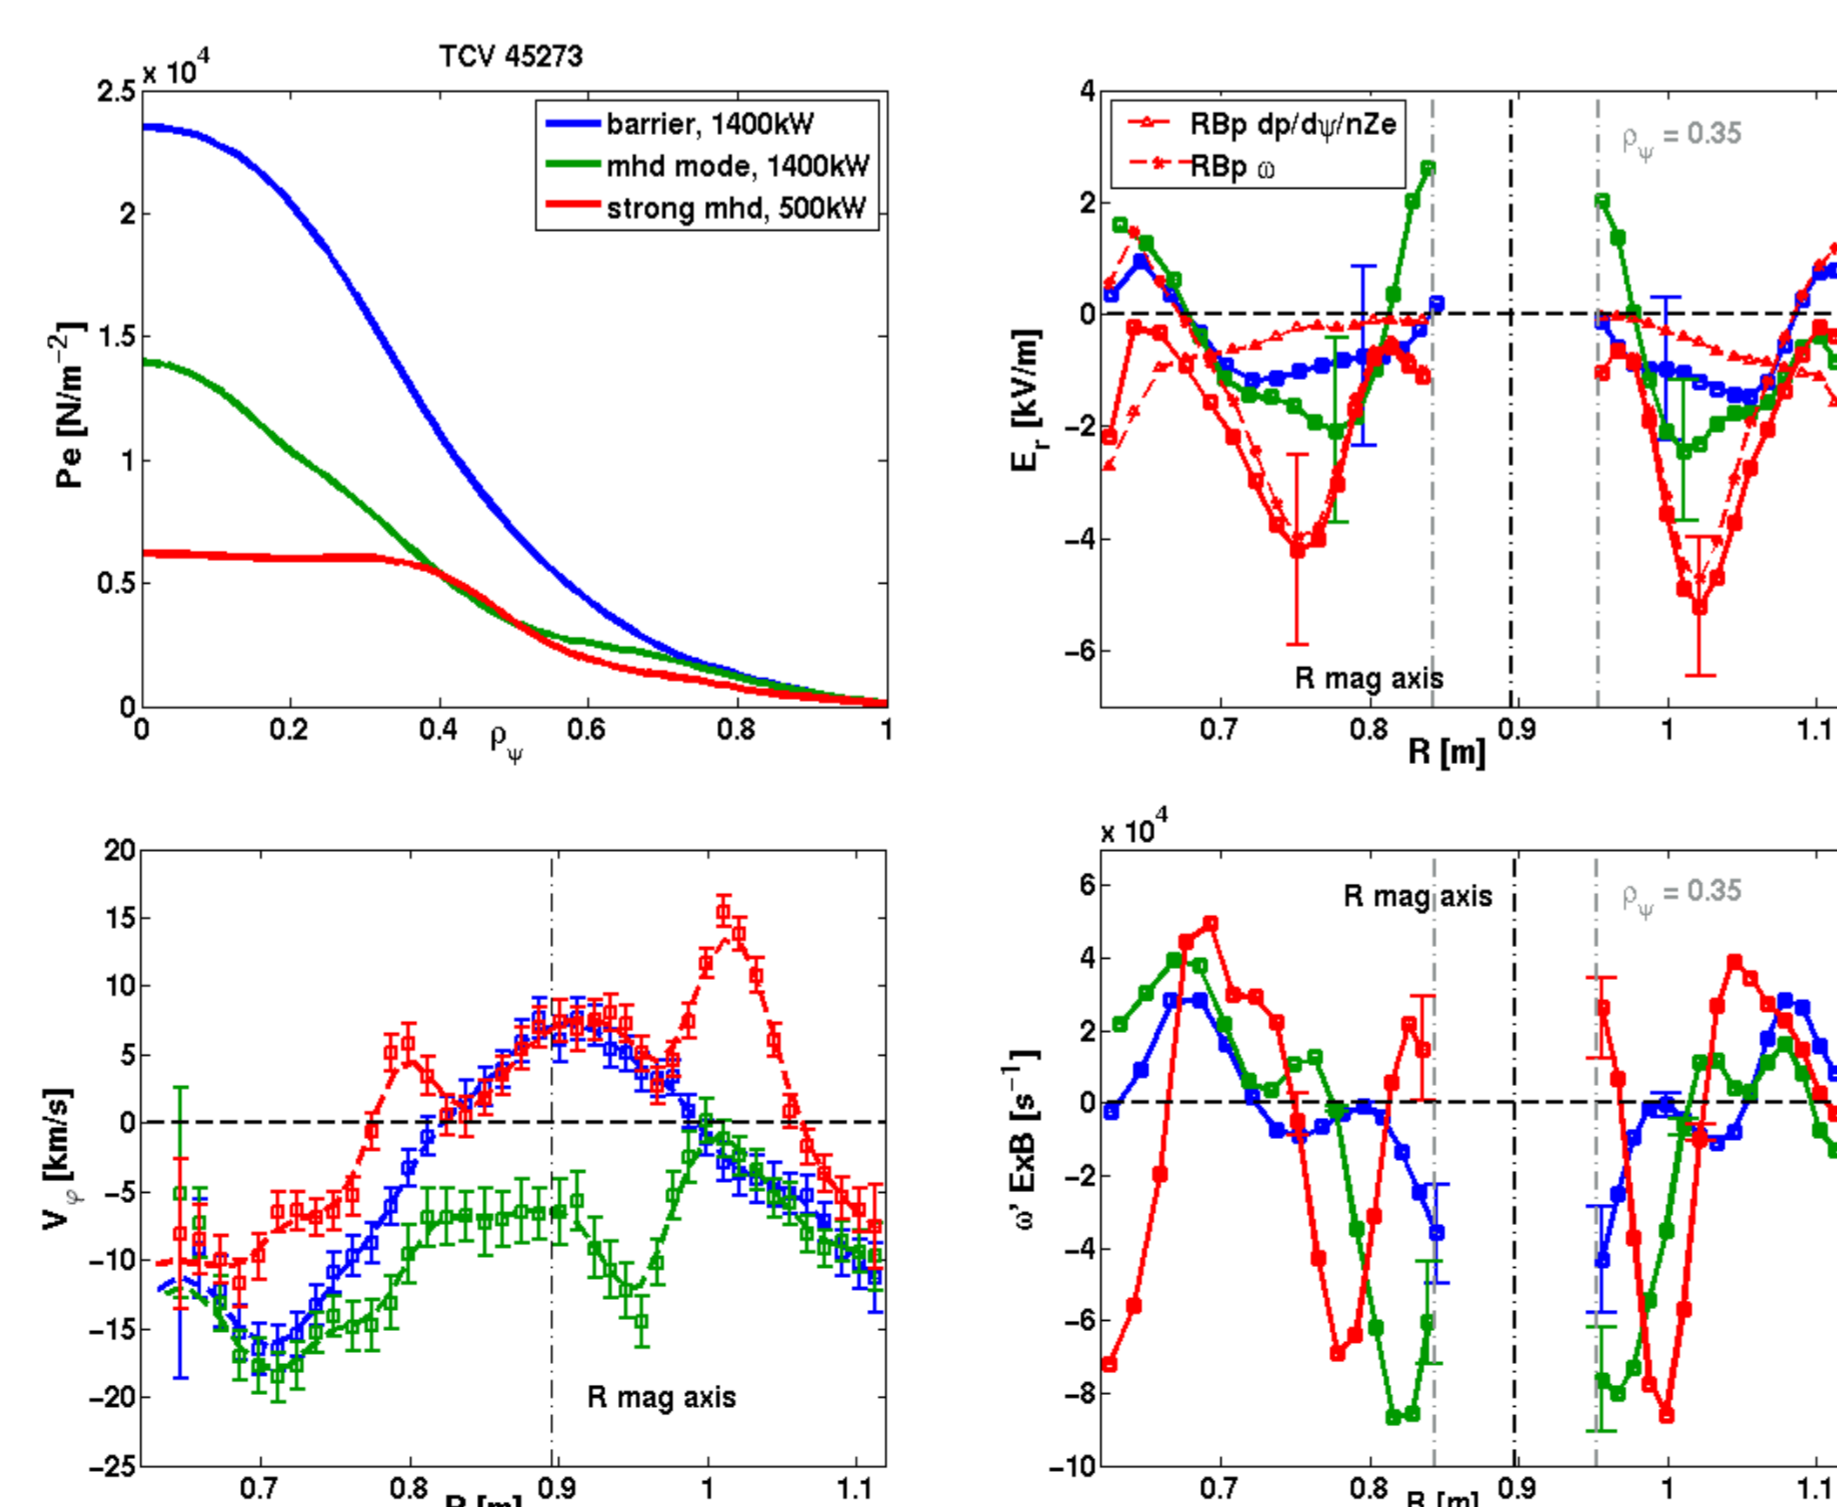 TCV 45273
x 10⁴
2.5
2
1.5
1
0.5
0
Pe [N/m⁻²]
barrier, 1400kW
mhd mode, 1400kW
strong mhd, 500kW
0 0.2 0.4 0.6 0.8 1
ρψ
4
2
0
−2
−4
−6
Er [kV/m]
RBp dp/dψ/nZe
RBp ω
ρψ = 0.35
R mag axis
0.7 0.8 0.9 1 1.1
R [m]
20
15
10
5
0
−5
−10
−15
−20
−25
Vφ [km/s]
R mag axis
0.7 0.8 0.9 1 1.1
R [m]
x 10⁴
6
4
2
0
−2
−4
−6
−8
−10
ω' ExB [s⁻¹]
R mag axis
ρψ = 0.35
0.7 0.8 0.9 1 1.1
R [m]